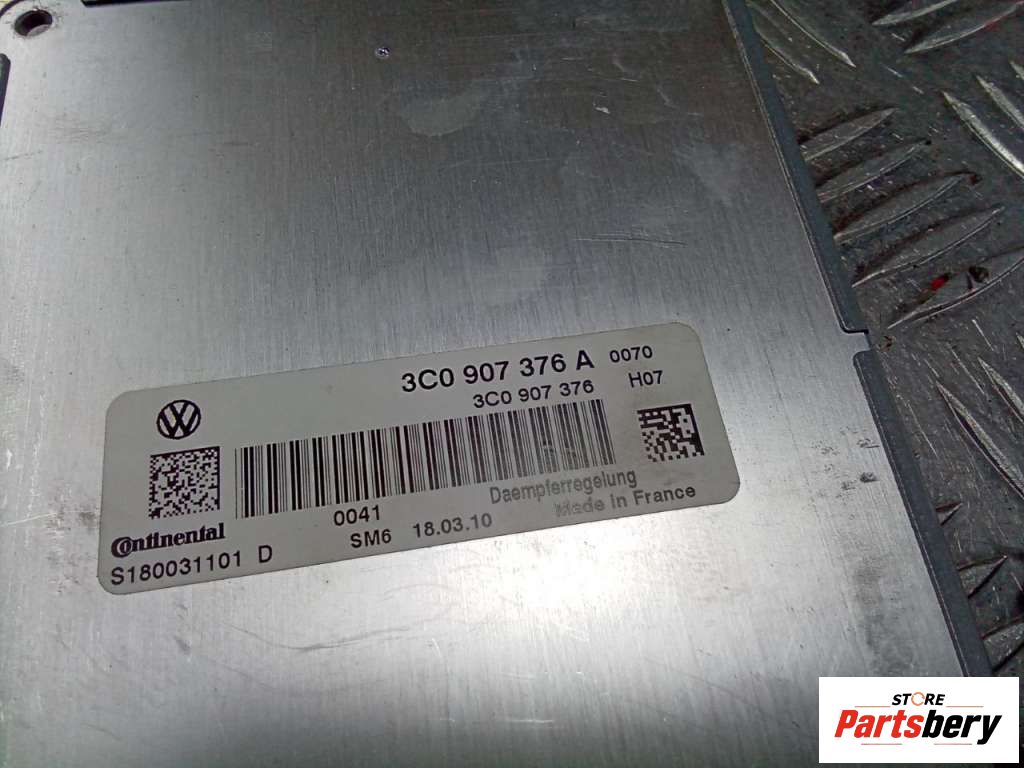 3C0 907 376 A 0070
3C0 907 376 H07
VW
0041
Daempferregelung
Continental
SM6 18.03.10 Made in France
S180031101 D
STORE
Partsbery